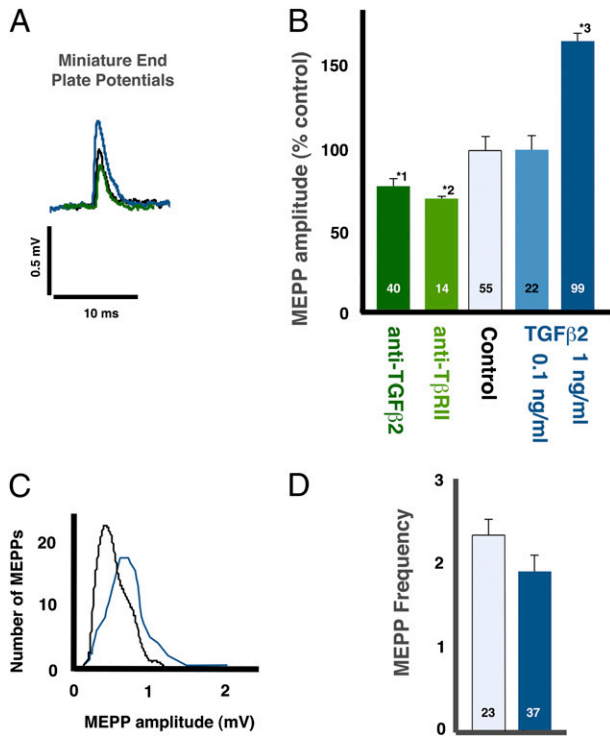 A
Miniature End
Plate Potentials
0.5 mV
10 ms
B
MEPP amplitude (% control)
150
100
50
0
*1
*2
*3
40
14
55
22
99
anti-TGFβ2
anti-TβRII
Control
TGFβ2
0.1 ng/ml
1 ng/ml
C
Number of MEPPs
20
10
0
0
1
2
MEPP amplitude (mV)
D
MEPP Frequency
3
2
1
0
23
37